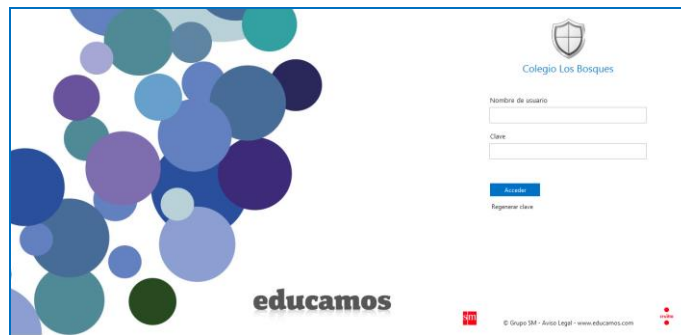 Colegio Los Bosques
Nombre de usuario
Clave
Acceder
Regenerar clave
educamos
sm
© Grupo SM - Aviso Legal - www.educamos.com